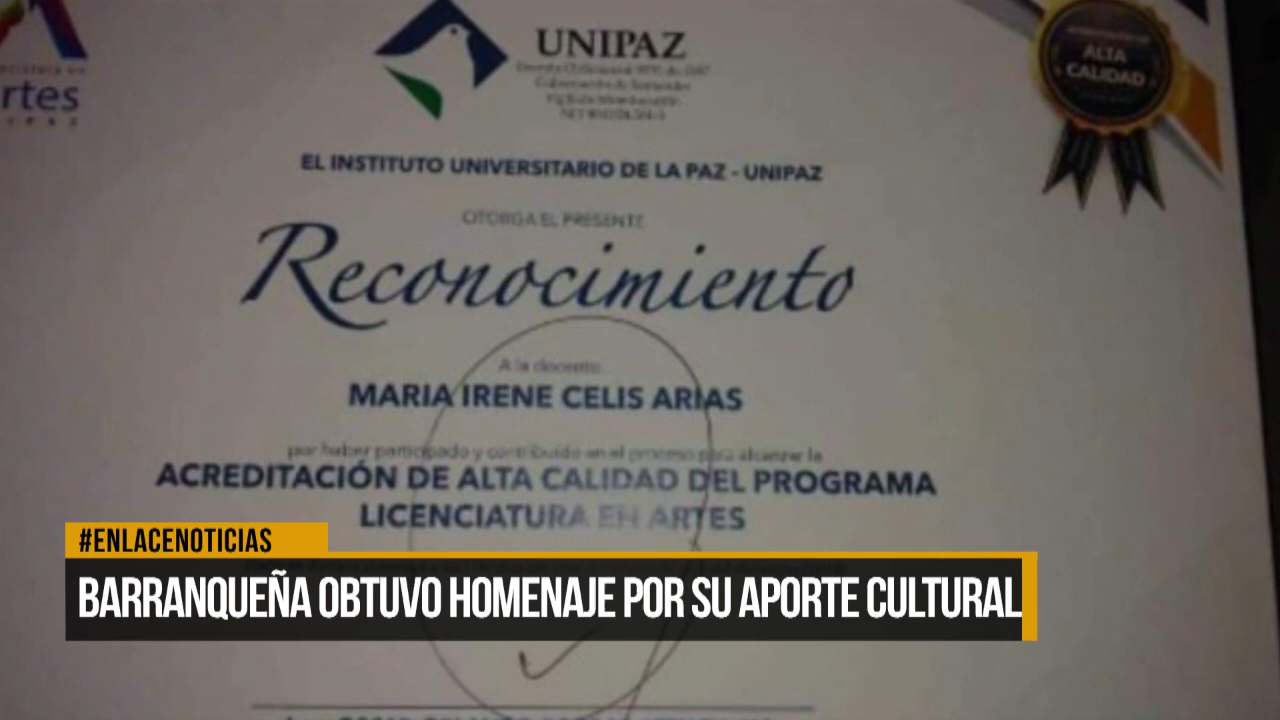 rtes
UNIPAZ
ALTA
CALIDAD
EL INSTITUTO UNIVERSITARIO DE LA PAZ - UNIPAZ
OTORGA EL PRESENTE
Reconocimiento
A la docente:
MARIA IRENE CELIS ARIAS
por haber participado y contribuido en el proceso para alcanzar la
ACREDITACIÓN DE ALTA CALIDAD DEL PROGRAMA
LICENCIATURA EN ARTES
#ENLACENOTICIAS
BARRANQUEÑA OBTUVO HOMENAJE POR SU APORTE CULTURAL